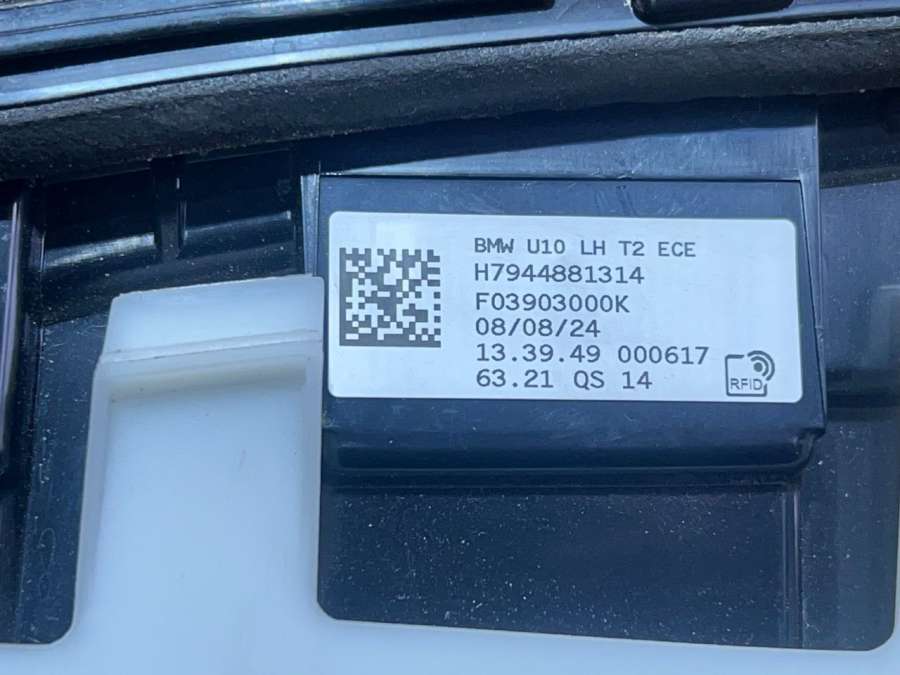 BMW U10 LH T2 ECE
H7944881314
F03903000K
08/08/24
13.39.49 000617
63.21 QS 14
RFID